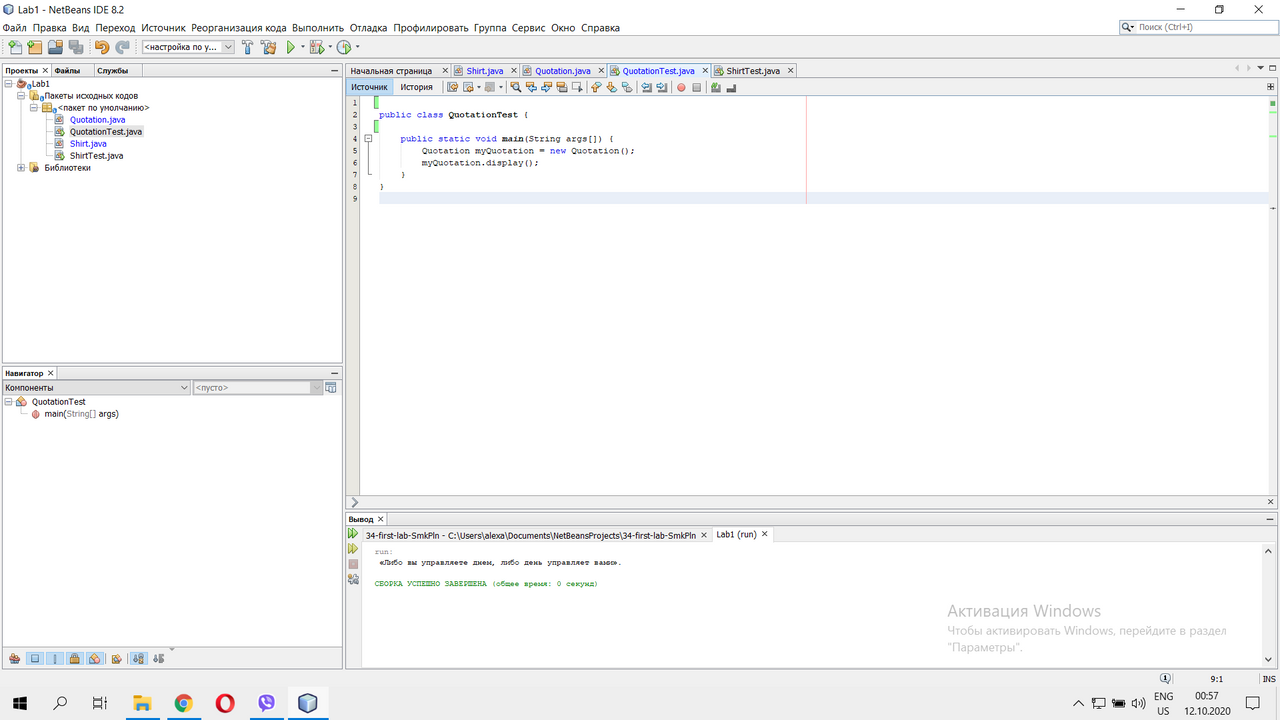 Lab1 - NetBeans IDE 8.2
Файл Правка Вид Переход Источник Реорганизация кода Выполнить Отладка Профилировать Группа Сервис Окно Справка
Поиск (Ctrl+I)
<настройка по у...
Проекты Файлы Службы
Lab1
Пакеты исходных кодов
<пакет по умолчанию>
Quotation.java
QuotationTest.java
Shirt.java
ShirtTest.java
Библиотеки
Навигатор
Компоненты <пусто>
QuotationTest
main(String[] args)
Начальная страница Shirt.java Quotation.java QuotationTest.java ShirtTest.java
Источник История
1
2 public class QuotationTest {
3
4 public static void main(String args[]) {
5 Quotation myQuotation = new Quotation();
6 myQuotation.display();
7 }
8 }
9
Вывод
34-first-lab-SmkPln - C:\Users\alexa\Documents\NetBeansProjects\34-first-lab-SmkPln Lab1 (run)
run:
«Либо вы управляете днем, либо день управляет вами».
СБОРКА УСПЕШНО ЗАВЕРШЕНА (общее время: 0 секунд)
Активация Windows
Чтобы активировать Windows, перейдите в раздел
"Параметры".
9:1 INS
ENG
US
00:57
12.10.2020